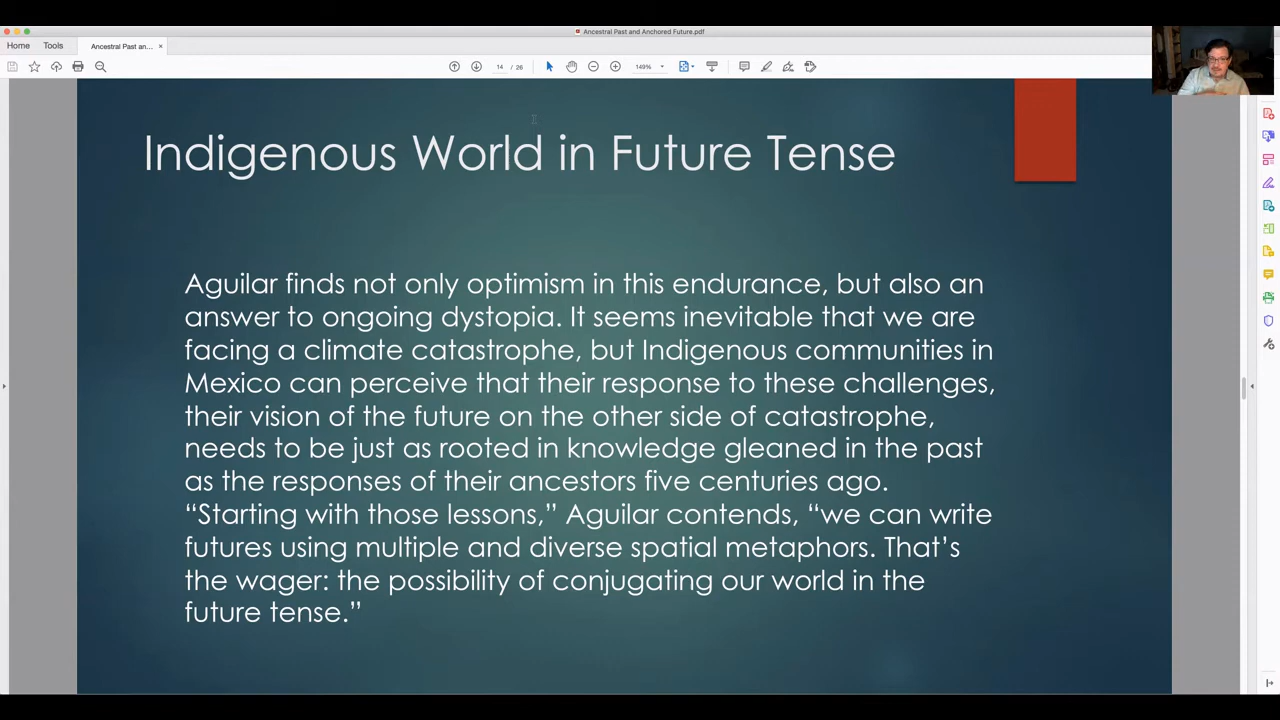 Ancestral Past and Anchored Future.pdf
Home Tools Ancestral Past an... ×
14 / 26 149%
Indigenous World in Future Tense
Aguilar finds not only optimism in this endurance, but also an
answer to ongoing dystopia. It seems inevitable that we are
facing a climate catastrophe, but Indigenous communities in
Mexico can perceive that their response to these challenges,
their vision of the future on the other side of catastrophe,
needs to be just as rooted in knowledge gleaned in the past
as the responses of their ancestors five centuries ago.
“Starting with those lessons,” Aguilar contends, “we can write
futures using multiple and diverse spatial metaphors. That’s
the wager: the possibility of conjugating our world in the
future tense.”